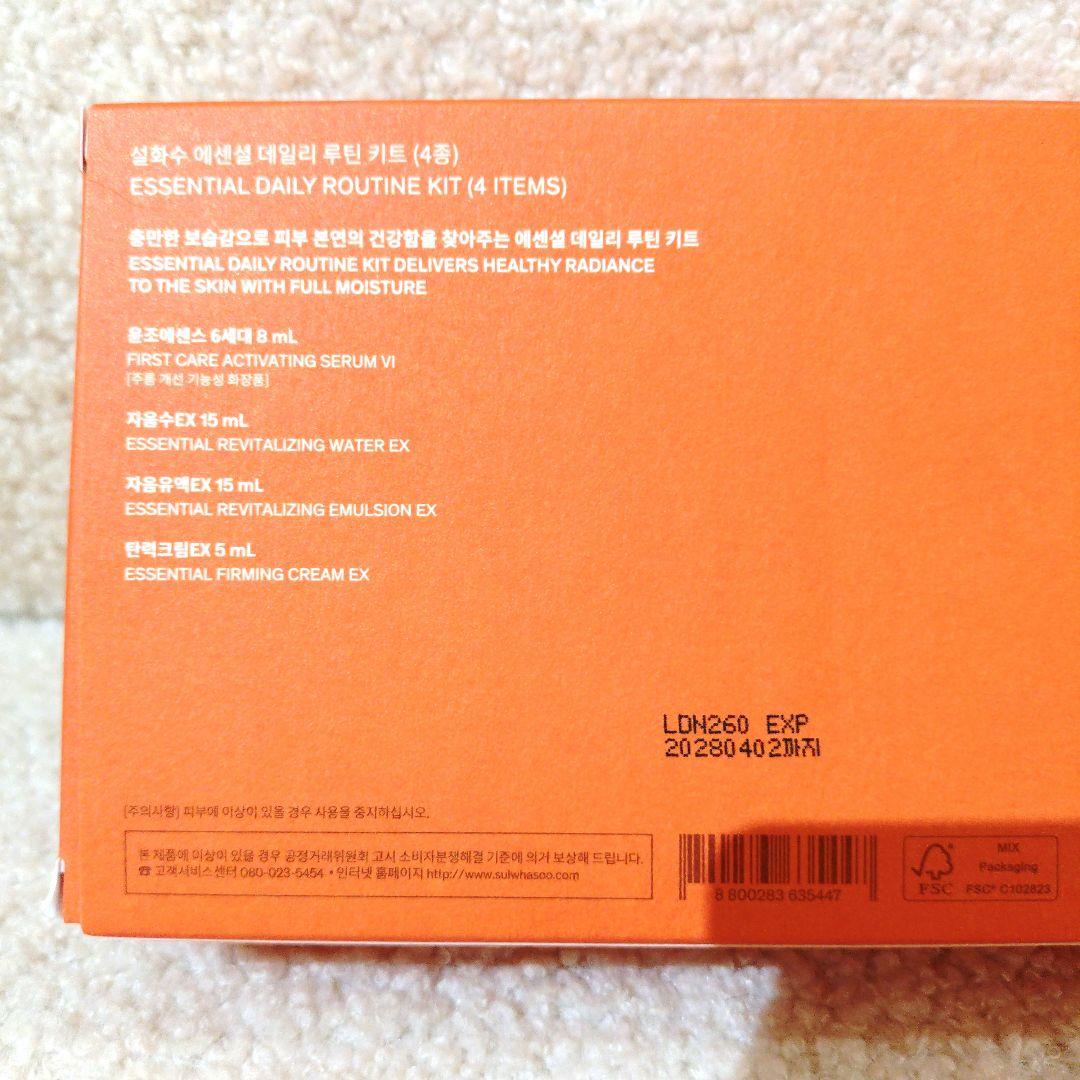 설화수 에센셜 데일리 루틴 키트 (4종)
ESSENTIAL DAILY ROUTINE KIT (4 ITEMS)
충만한 보습감으로 피부 본연의 건강함을 찾아주는 에센셜 데일리 루틴 키트
ESSENTIAL DAILY ROUTINE KIT DELIVERS HEALTHY RADIANCE
TO THE SKIN WITH FULL MOISTURE
윤조에센스 6세대 8 mL
FIRST CARE ACTIVATING SERUM VI
[주름 개선 기능성 화장품]
자음수EX 15 mL
ESSENTIAL REVITALIZING WATER EX
자음유액EX 15 mL
ESSENTIAL REVITALIZING EMULSION EX
탄력크림EX 5 mL
ESSENTIAL FIRMING CREAM EX
LDN260 EXP
20280402까지
[주의사항] 피부에 이상이 있을 경우 사용을 중지하십시오.
본 제품에 이상이 있을 경우 공정거래위원회 고시 소비자분쟁해결 기준에 의거 보상해 드립니다.
☎ 고객서비스센터 080-023-5454 • 인터넷 홈페이지 http://www.sulwhasoo.com
8 800283 635447
FSC
MIX
Packaging
FSC® C102823